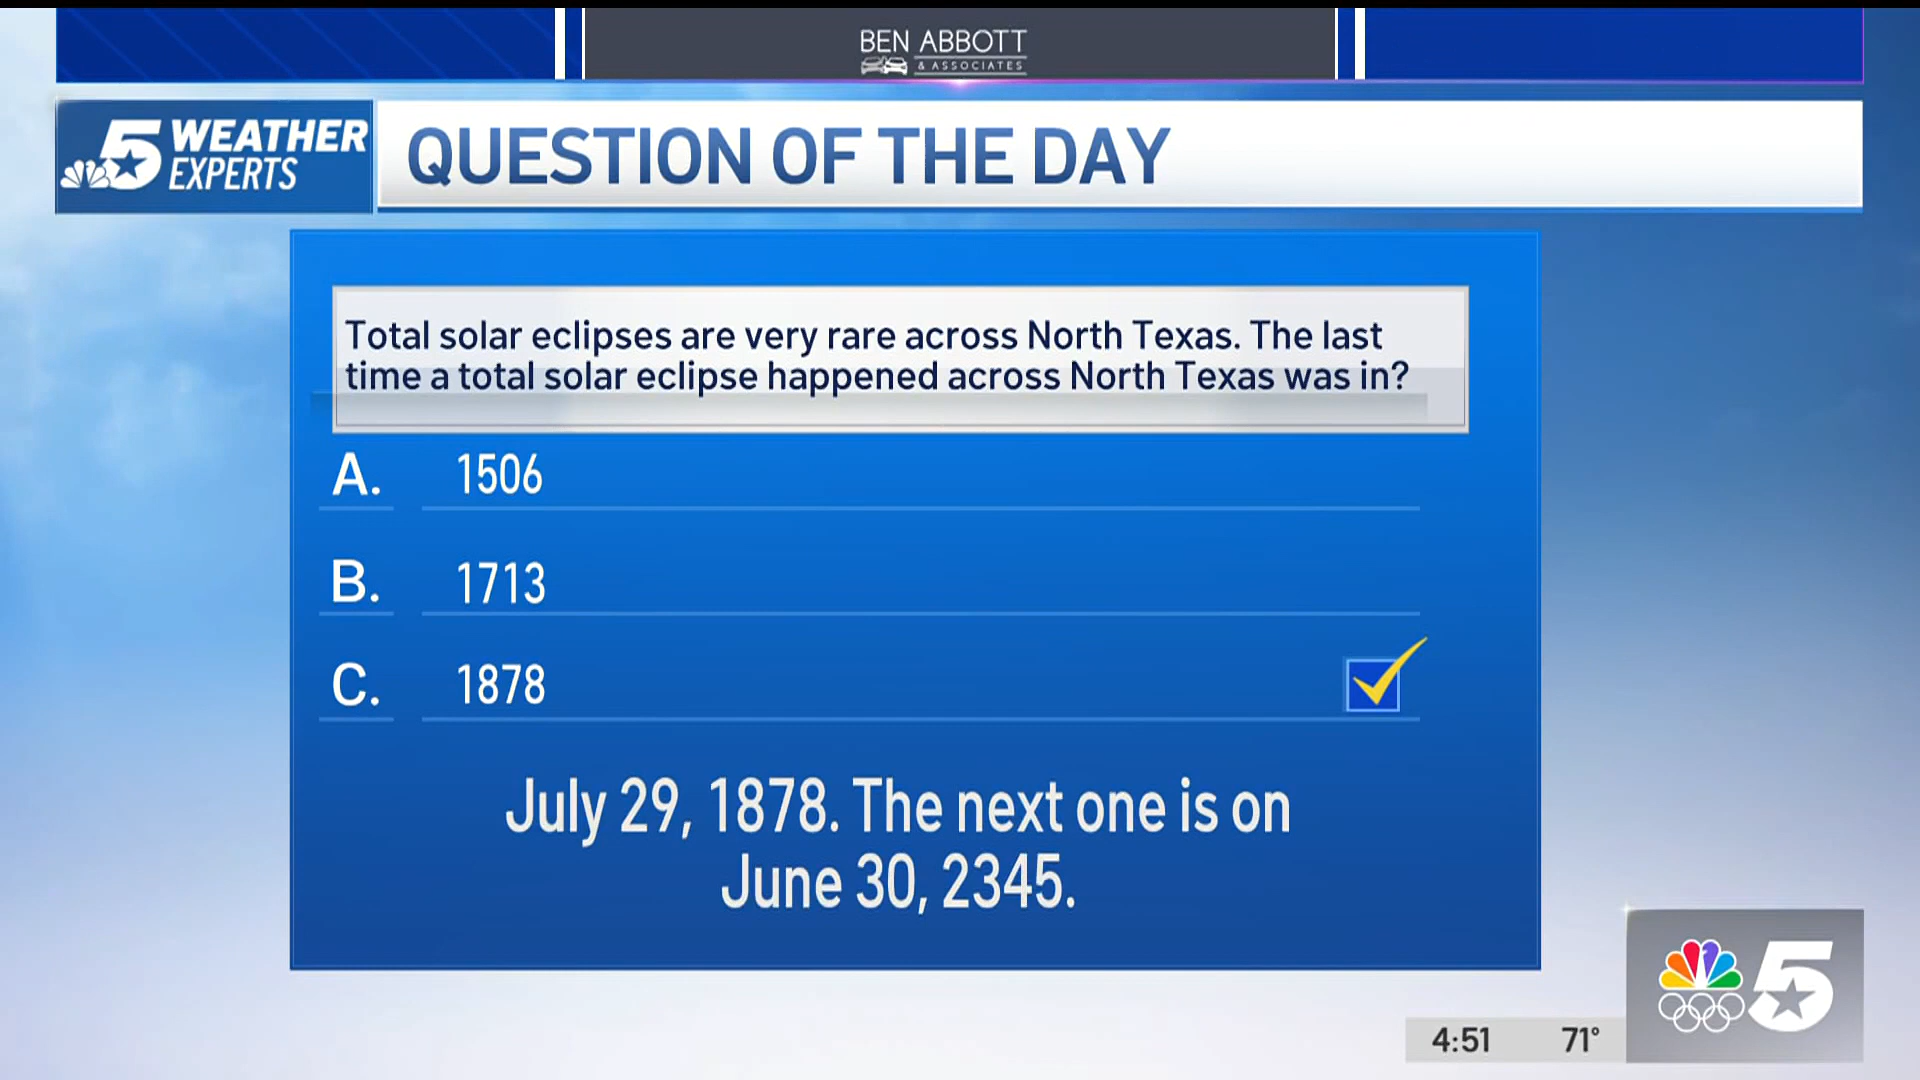 BEN ABBOTT
& ASSOCIATES
5 WEATHER
EXPERTS
QUESTION OF THE DAY
Total solar eclipses are very rare across North Texas. The last
time a total solar eclipse happened across North Texas was in?
A. 1506
B. 1713
C. 1878
July 29, 1878. The next one is on
June 30, 2345.
5
4:51 71°